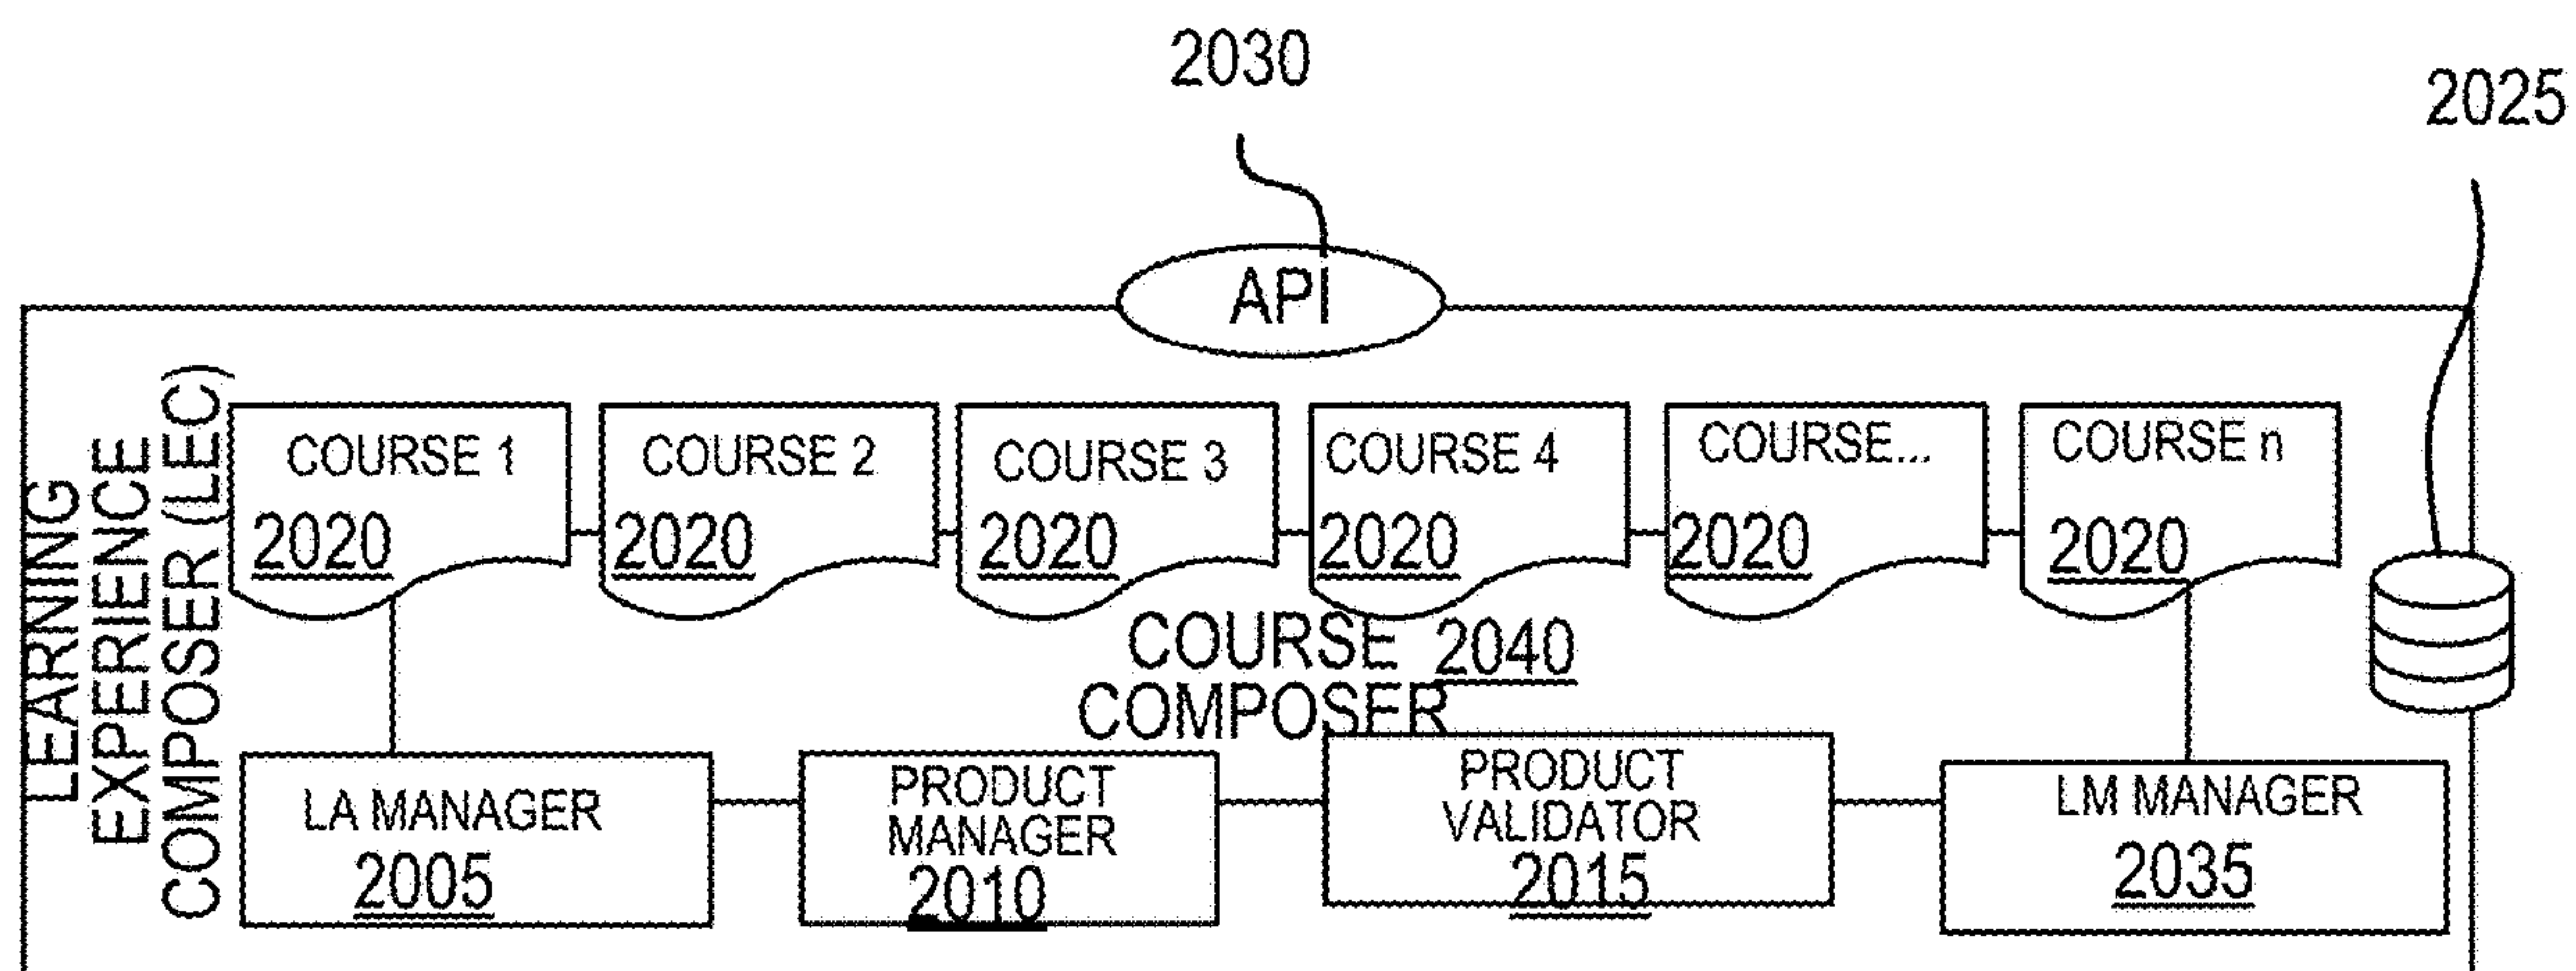 2030
2025
API
LEARNING
EXPERIENCE
COMPOSER (LEC)
COURSE 1
2020
COURSE 2
2020
COURSE 3
2020
COURSE 4
2020
COURSE...
2020
COURSE n
2020
COURSE 2040
COMPOSER
LA MANAGER
2005
PRODUCT
MANAGER
2010
PRODUCT
VALIDATOR
2015
LM MANAGER
2035